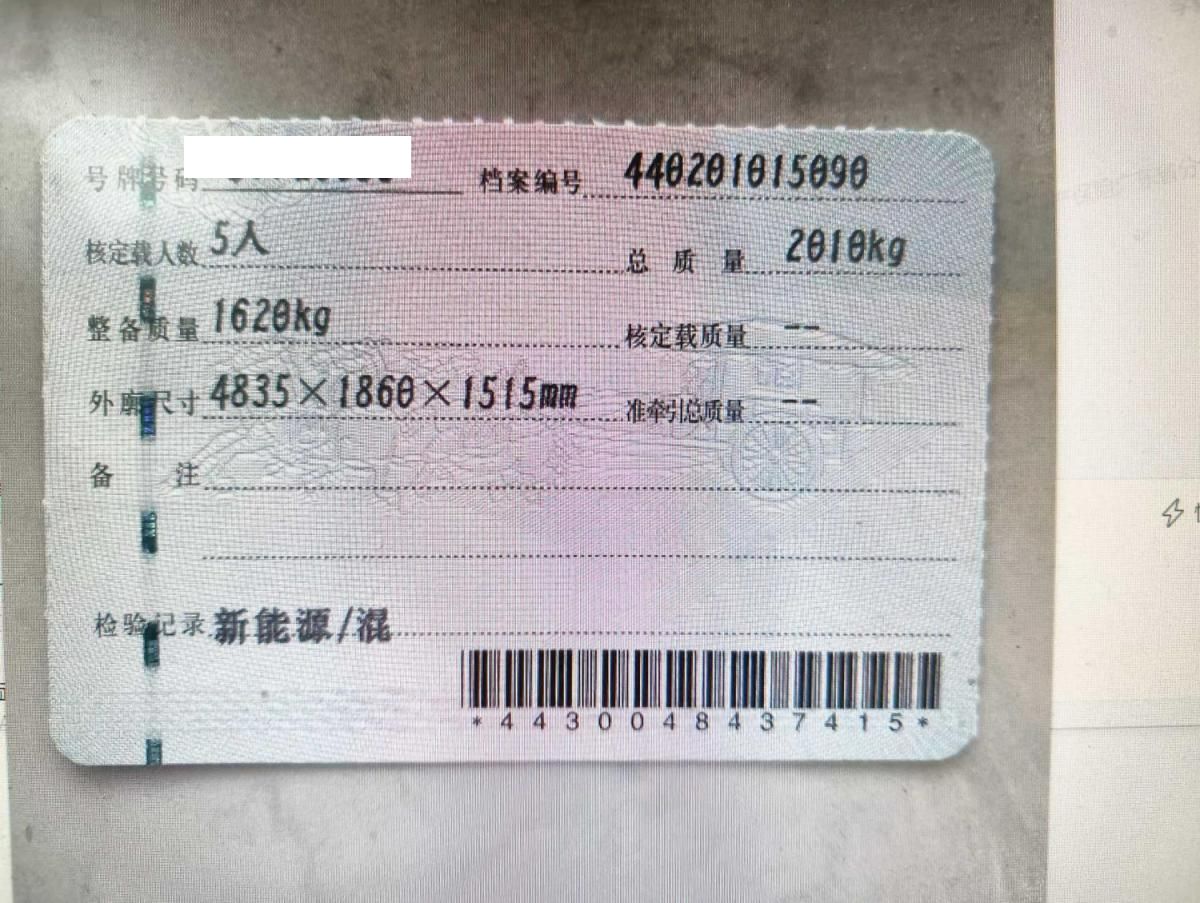 号牌号码 档案编号 440201015090
核定载人数 5人 总质量 2010kg
整备质量 1620kg 核定载质量 --
外廓尺寸 4835×1860×1515mm 准牵引总质量 --
备注
检验记录 新能源/混
*443004843​7415*